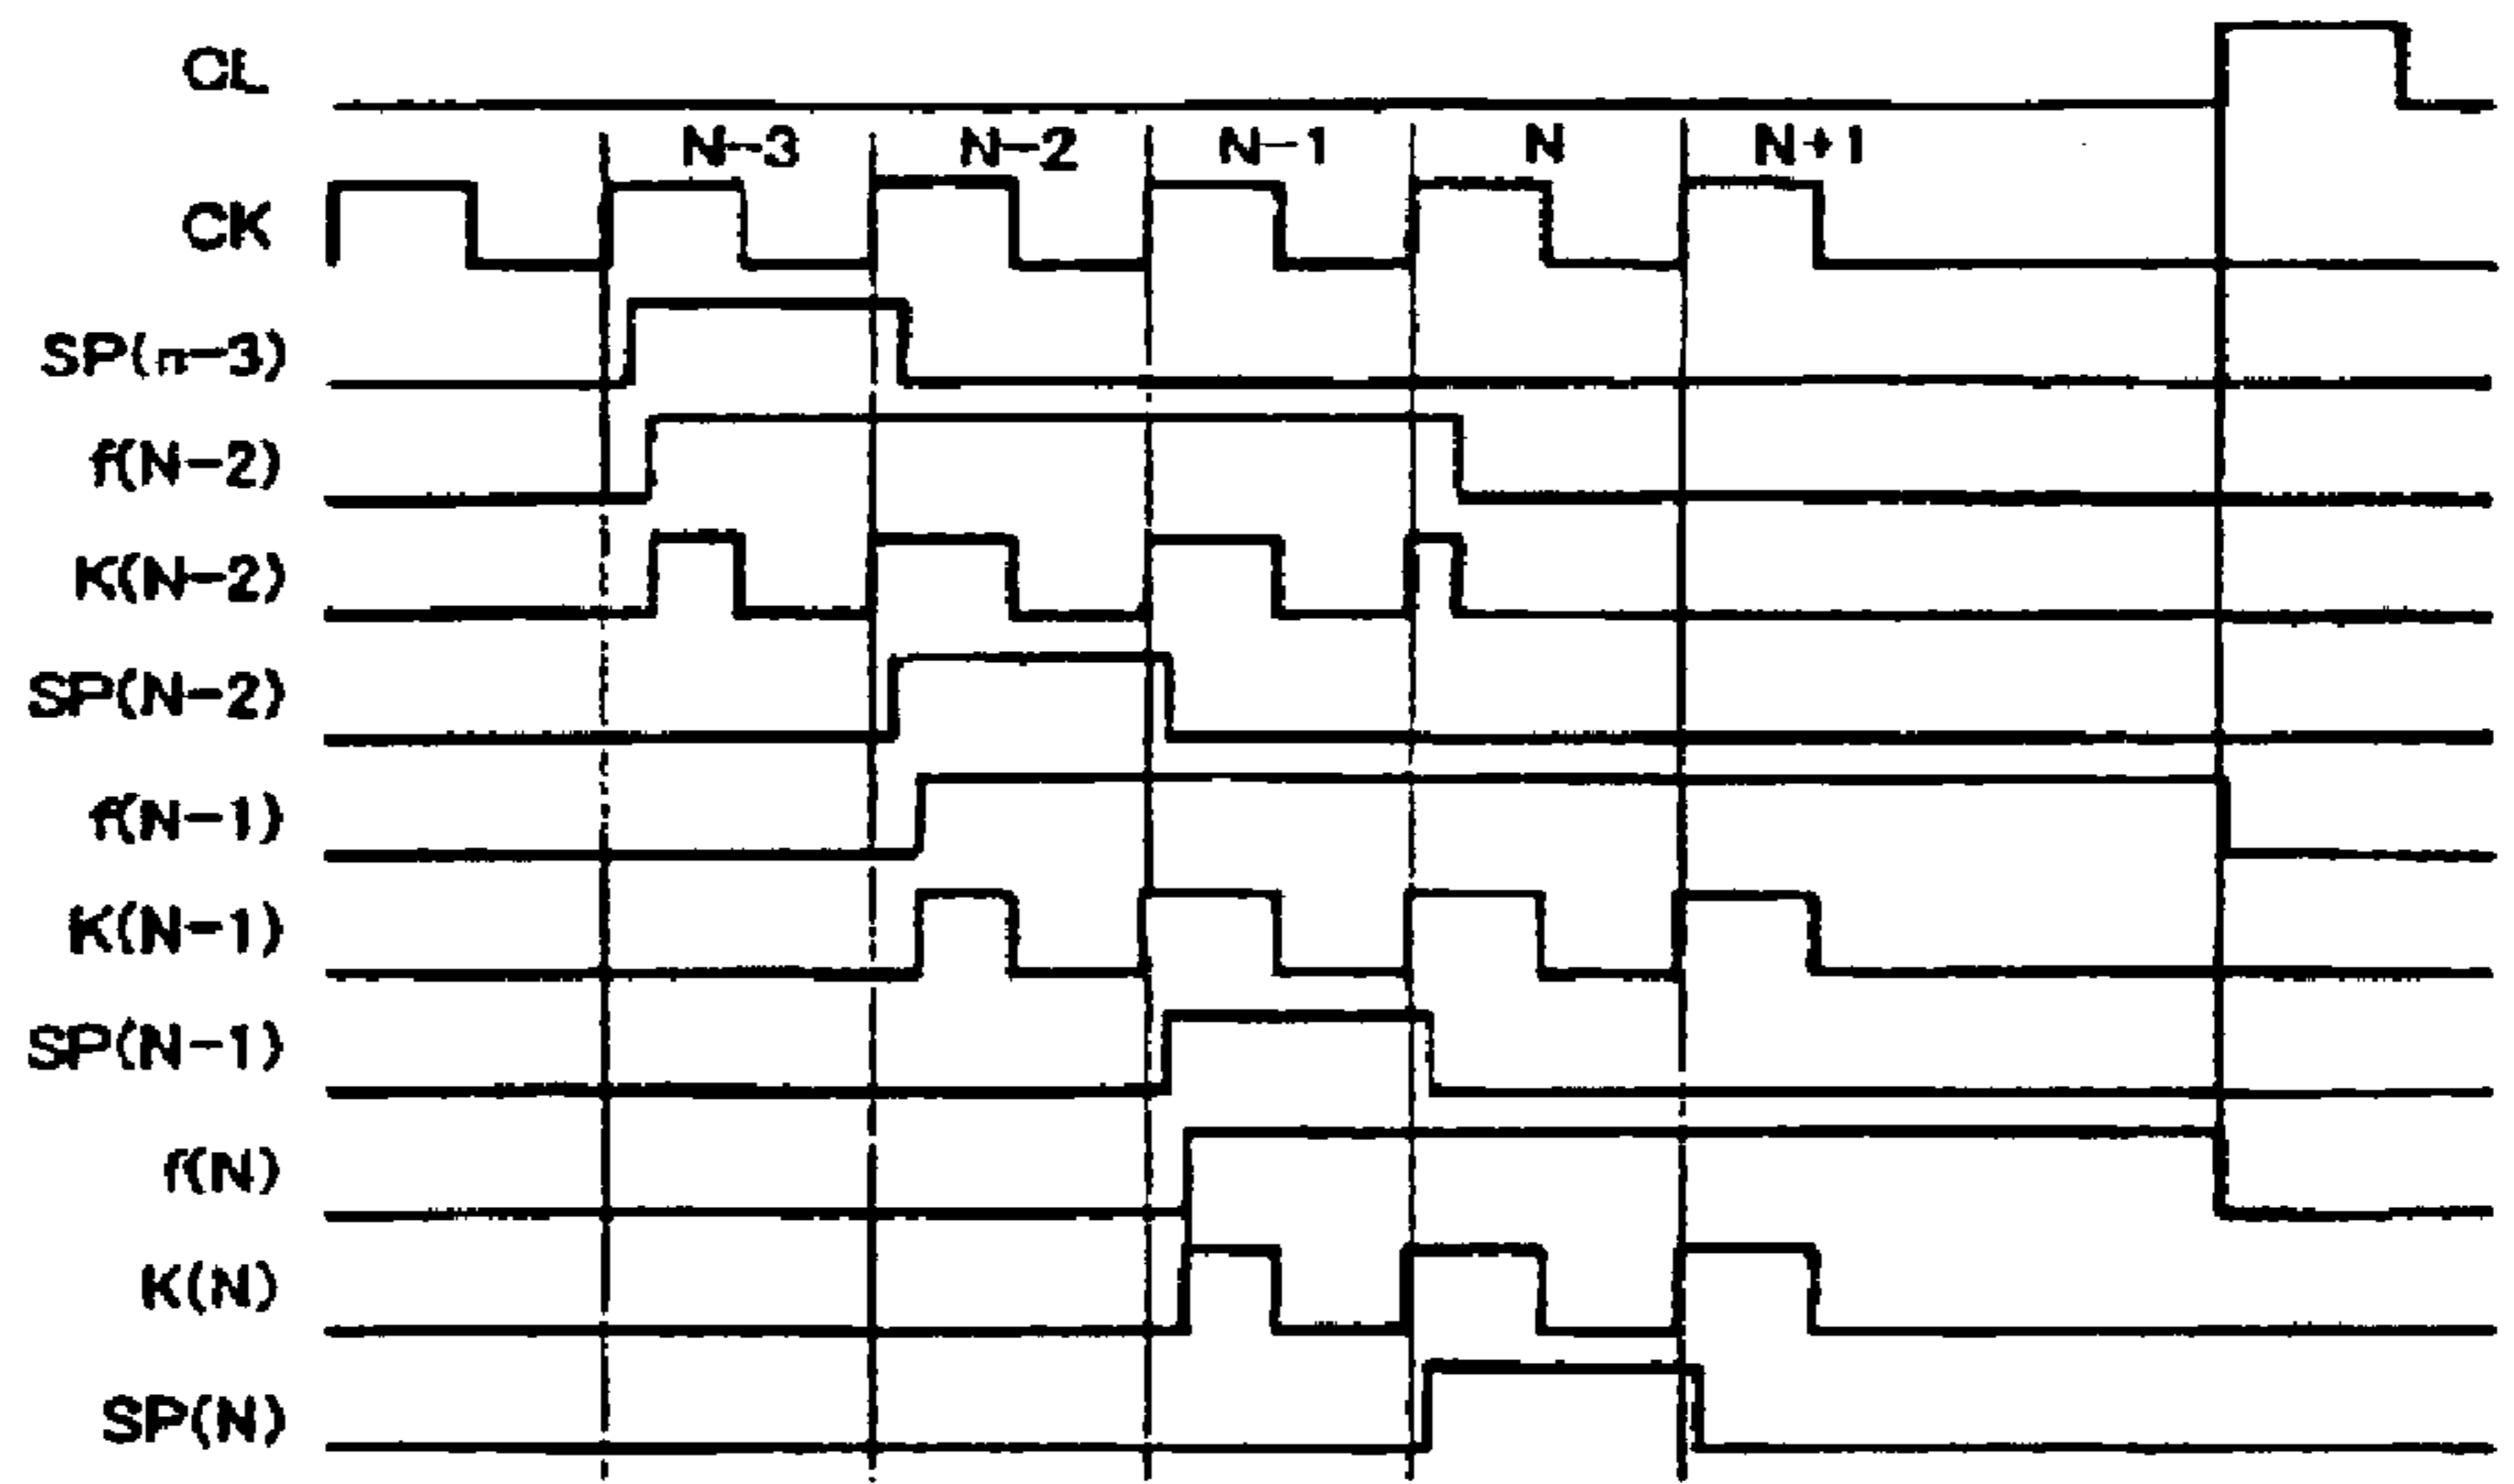 CL
N-3 N-2 N-1 N N+1
CK
SP(n-3)
f(N-2)
K(N-2)
SP(N-2)
f(N-1)
K(N-1)
SP(N-1)
f(N)
K(N)
SP(N)